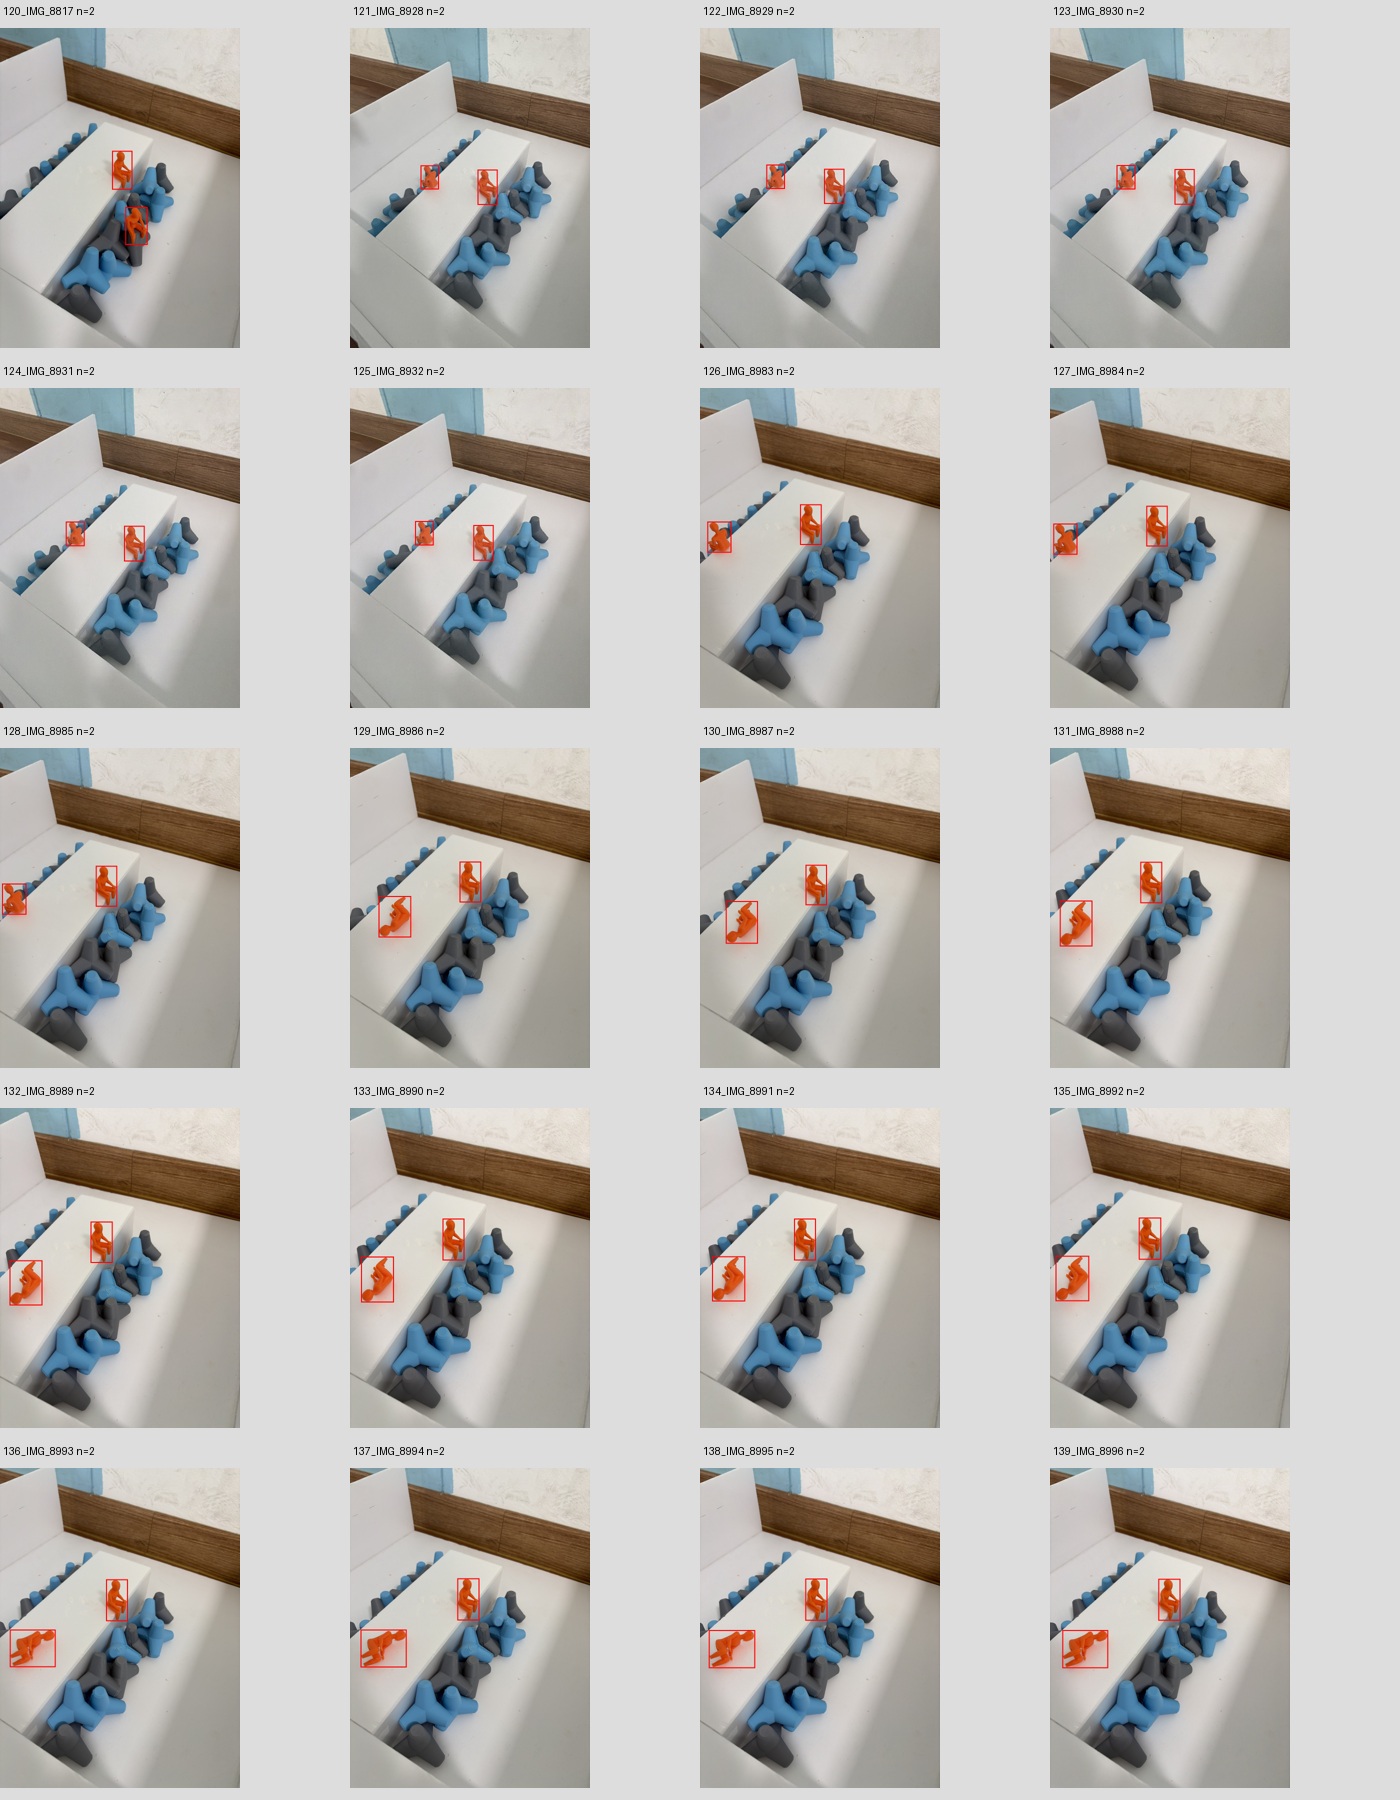 120_IMG_8817 n=2
121_IMG_8928 n=2
122_IMG_8929 n=2
123_IMG_8930 n=2
124_IMG_8931 n=2
125_IMG_8932 n=2
126_IMG_8983 n=2
127_IMG_8984 n=2
128_IMG_8985 n=2
129_IMG_8986 n=2
130_IMG_8987 n=2
131_IMG_8988 n=2
132_IMG_8989 n=2
133_IMG_8990 n=2
134_IMG_8991 n=2
135_IMG_8992 n=2
136_IMG_8993 n=2
137_IMG_8994 n=2
138_IMG_8995 n=2
139_IMG_8996 n=2